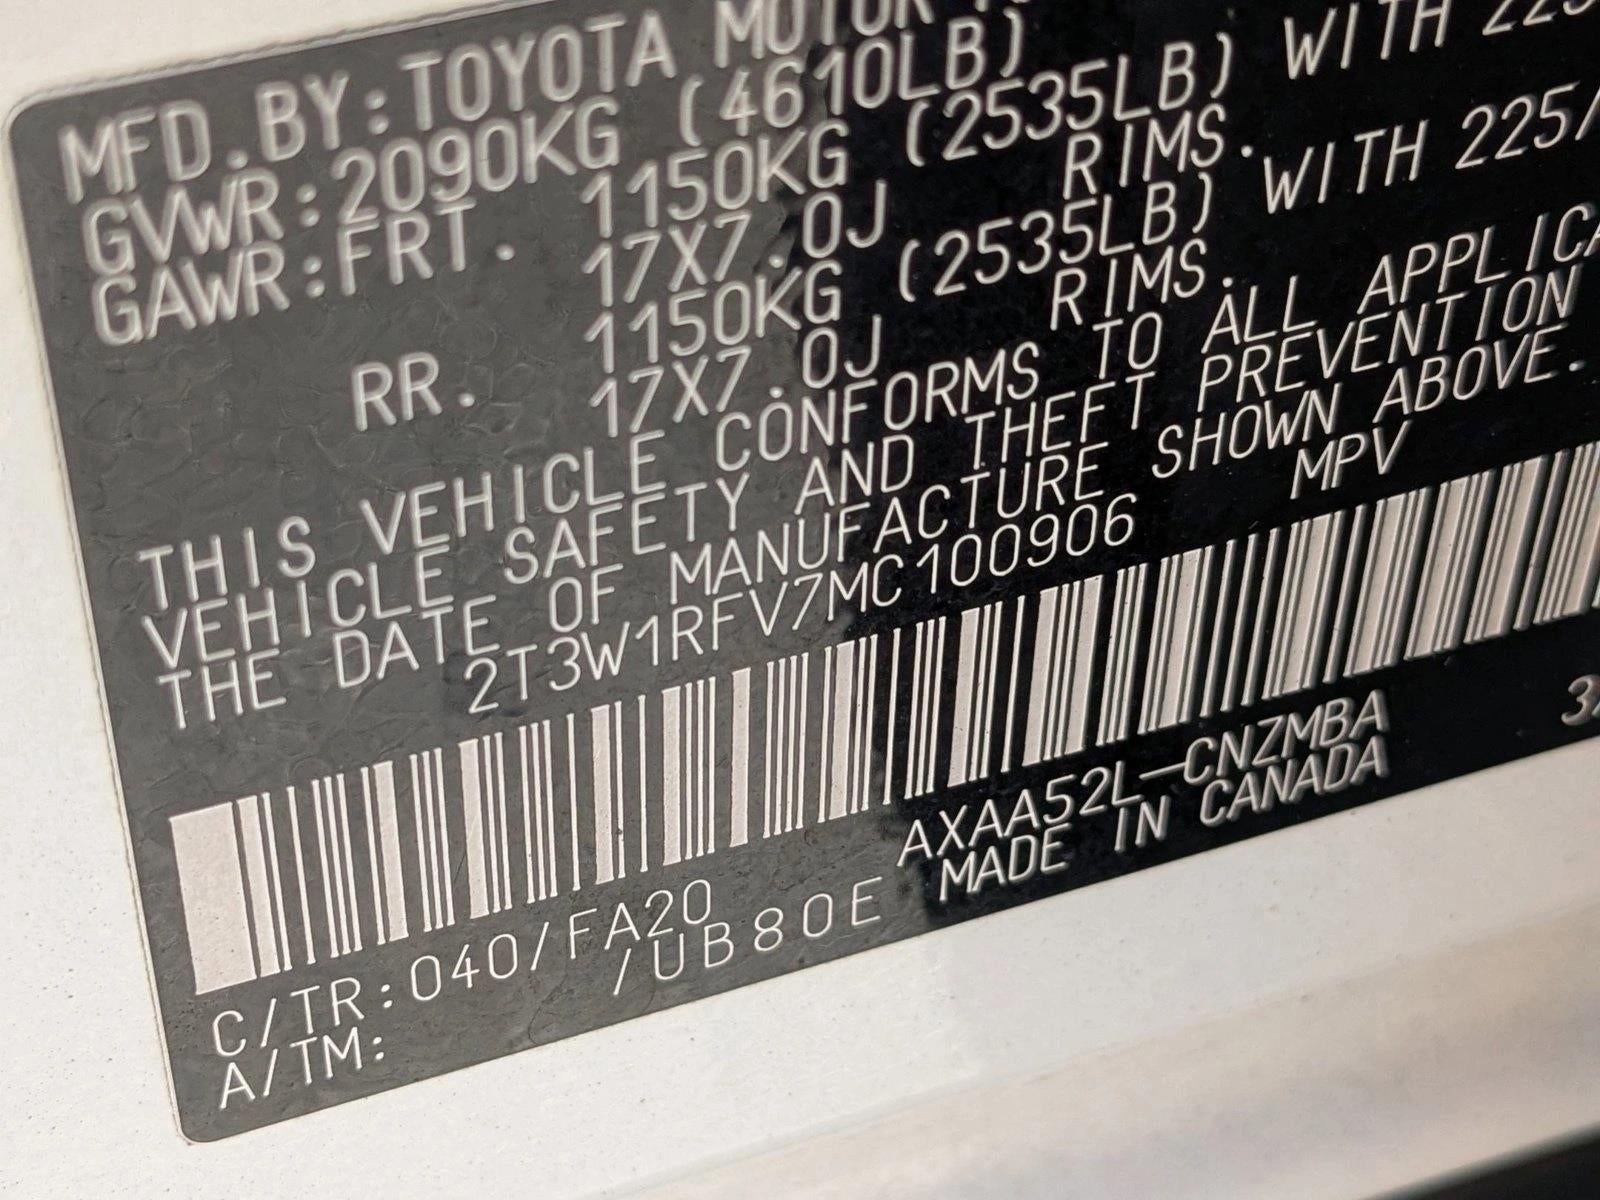 MFD.BY:TOYOTA MOTOR
GVWR:2090KG (4610LB)
GAWR:FRT. 1150KG (2535LB) WITH 225
17X7.0J RIMS.
RR. 1150KG (2535LB) WITH 225/
17X7.0J RIMS.
THIS VEHICLE CONFORMS TO ALL APPLICA
VEHICLE SAFETY AND THEFT PREVENTION
THE DATE OF MANUFACTURE SHOWN ABOVE.
2T3W1RFV7MC100906 MPV
C/TR:040/FA20 AXAA52L-CNZMBA
A/TM: /UB80E MADE IN CANADA